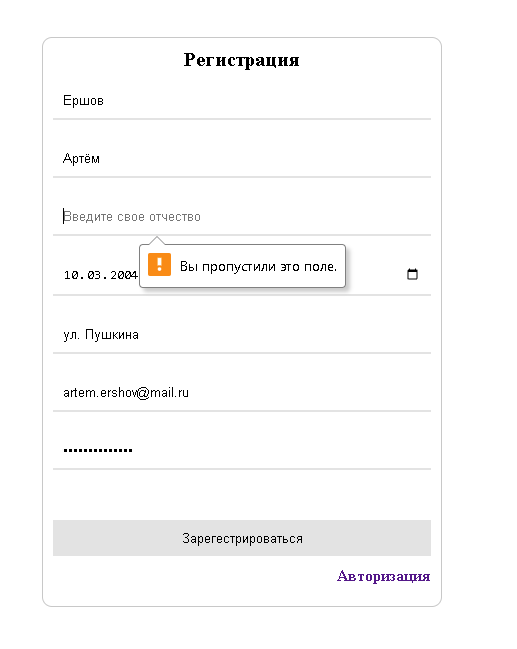 Регистрация
Ершов
Артём
Введите свое отчество
! Вы пропустили это поле.
10.03.2004
ул. Пушкина
artem.ershov@mail.ru
••••••••••••••
Зарегестрироваться
Авторизация